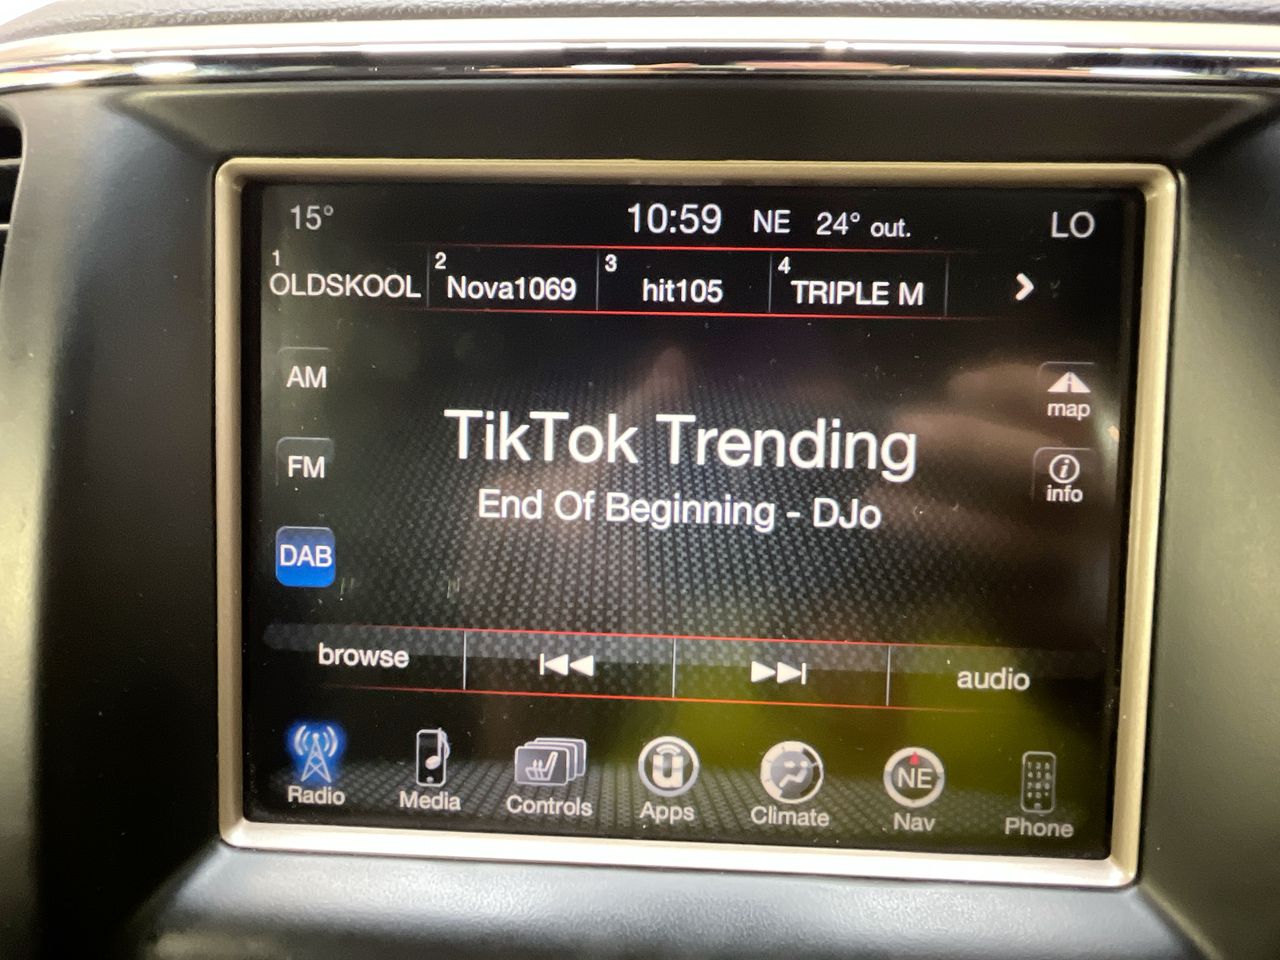 15° 10:59 NE 24° out. LO
1 OLDSKOOL 2 Nova1069 3 hit105 4 TRIPLE M
AM
map
FM
TikTok Trending
info
End Of Beginning - DJo
DAB
browse audio
NE
Radio Media Controls Apps Climate Nav Phone